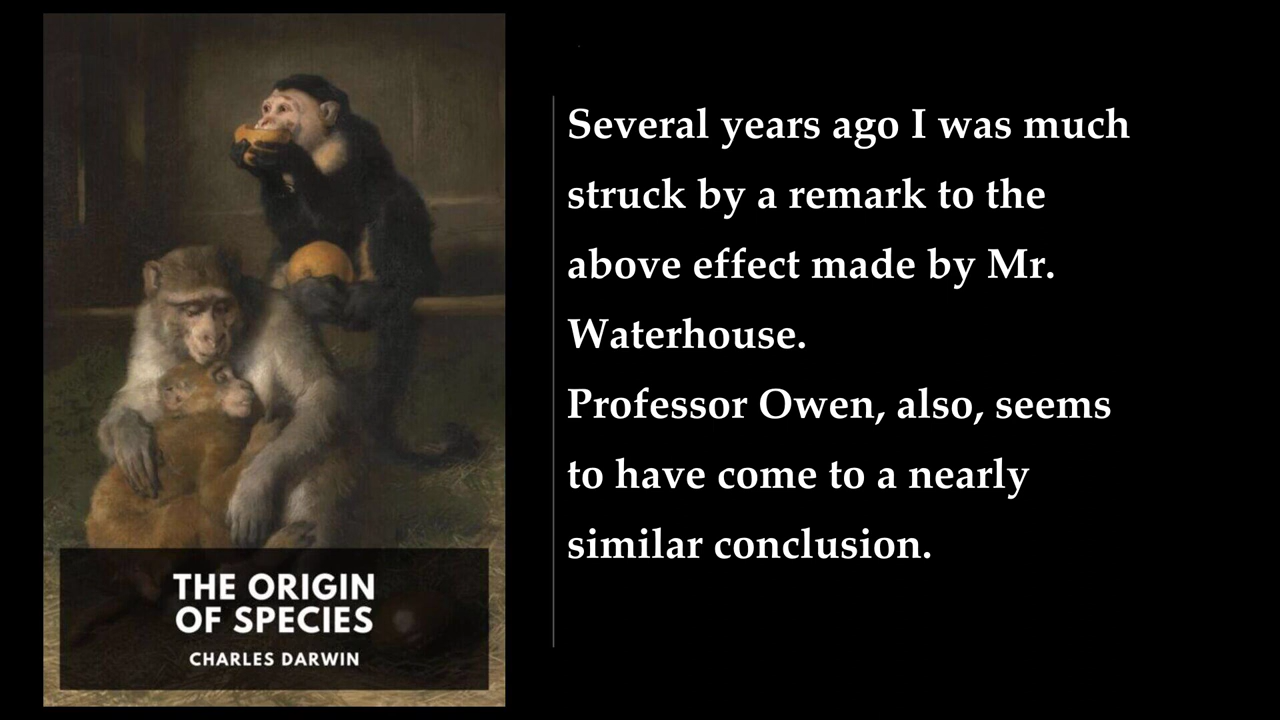 THE ORIGIN
OF SPECIES
CHARLES DARWIN
Several years ago I was much
struck by a remark to the
above effect made by Mr.
Waterhouse.
Professor Owen, also, seems
to have come to a nearly
similar conclusion.